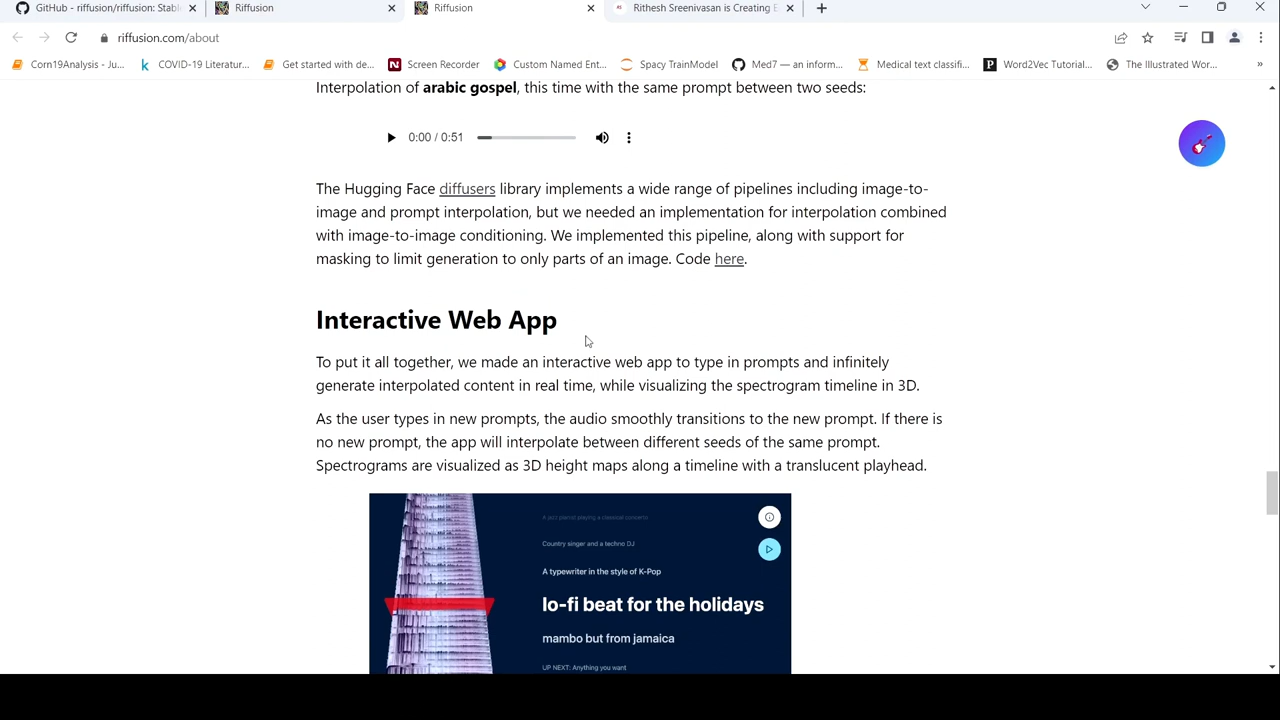 GitHub - riffusion/riffusion: Stabl
Riffusion
Riffusion
Rithesh Sreenivasan is Creating E
riffusion.com/about
Corn19Analysis - Ju...
COVID-19 Literatur...
Get started with de...
Screen Recorder
Custom Named Ent...
Spacy TrainModel
Med7 — an inform...
Medical text classifi...
Word2Vec Tutorial...
The Illustrated Wor...
»
Interpolation of arabic gospel, this time with the same prompt between two seeds:
0:00 / 0:51
The Hugging Face diffusers library implements a wide range of pipelines including image-to-
image and prompt interpolation, but we needed an implementation for interpolation combined
with image-to-image conditioning. We implemented this pipeline, along with support for
masking to limit generation to only parts of an image. Code here.
Interactive Web App
To put it all together, we made an interactive web app to type in prompts and infinitely
generate interpolated content in real time, while visualizing the spectrogram timeline in 3D.
As the user types in new prompts, the audio smoothly transitions to the new prompt. If there is
no new prompt, the app will interpolate between different seeds of the same prompt.
Spectrograms are visualized as 3D height maps along a timeline with a translucent playhead.
A jazz pianist playing a classical concerto
Country singer and a techno DJ
A typewriter in the style of K-Pop
lo-fi beat for the holidays
mambo but from jamaica
UP NEXT: Anything you want